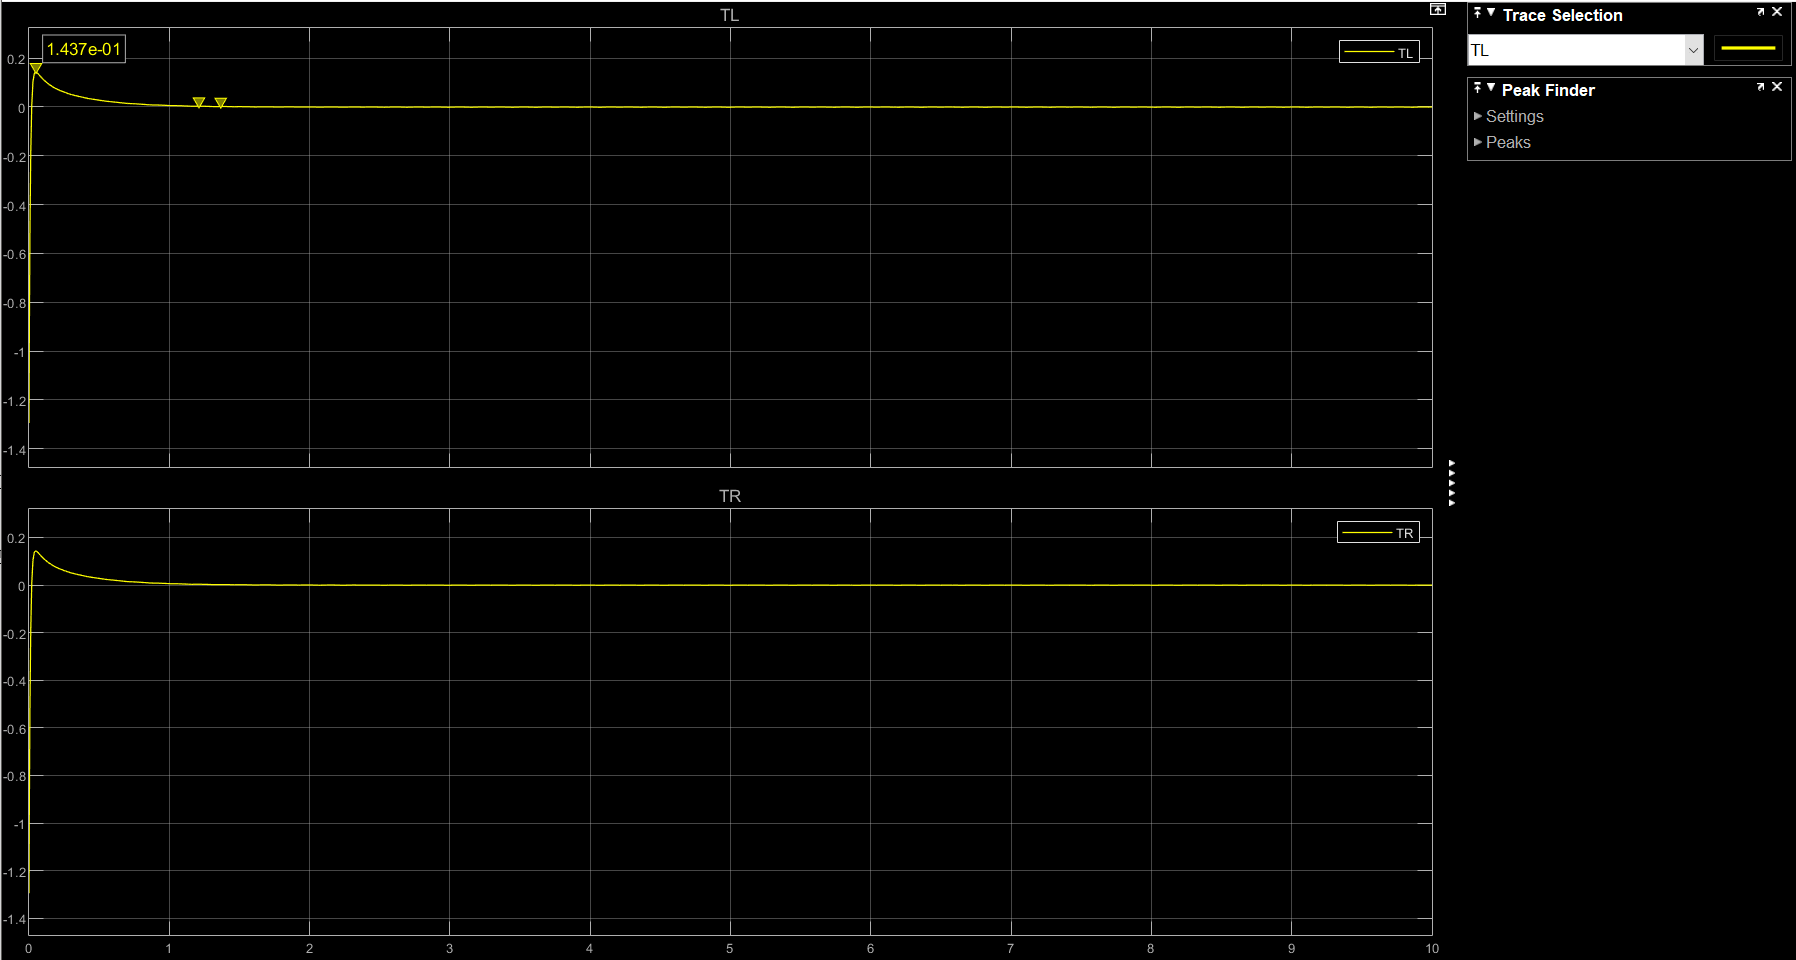 TL
1.437e-01
TL
0.2
0
-0.2
-0.4
-0.6
-0.8
-1
-1.2
-1.4
TR
TR
0.2
0
-0.2
-0.4
-0.6
-0.8
-1
-1.2
-1.4
0 1 2 3 4 5 6 7 8 9 10
Trace Selection
TL
Peak Finder
Settings
Peaks